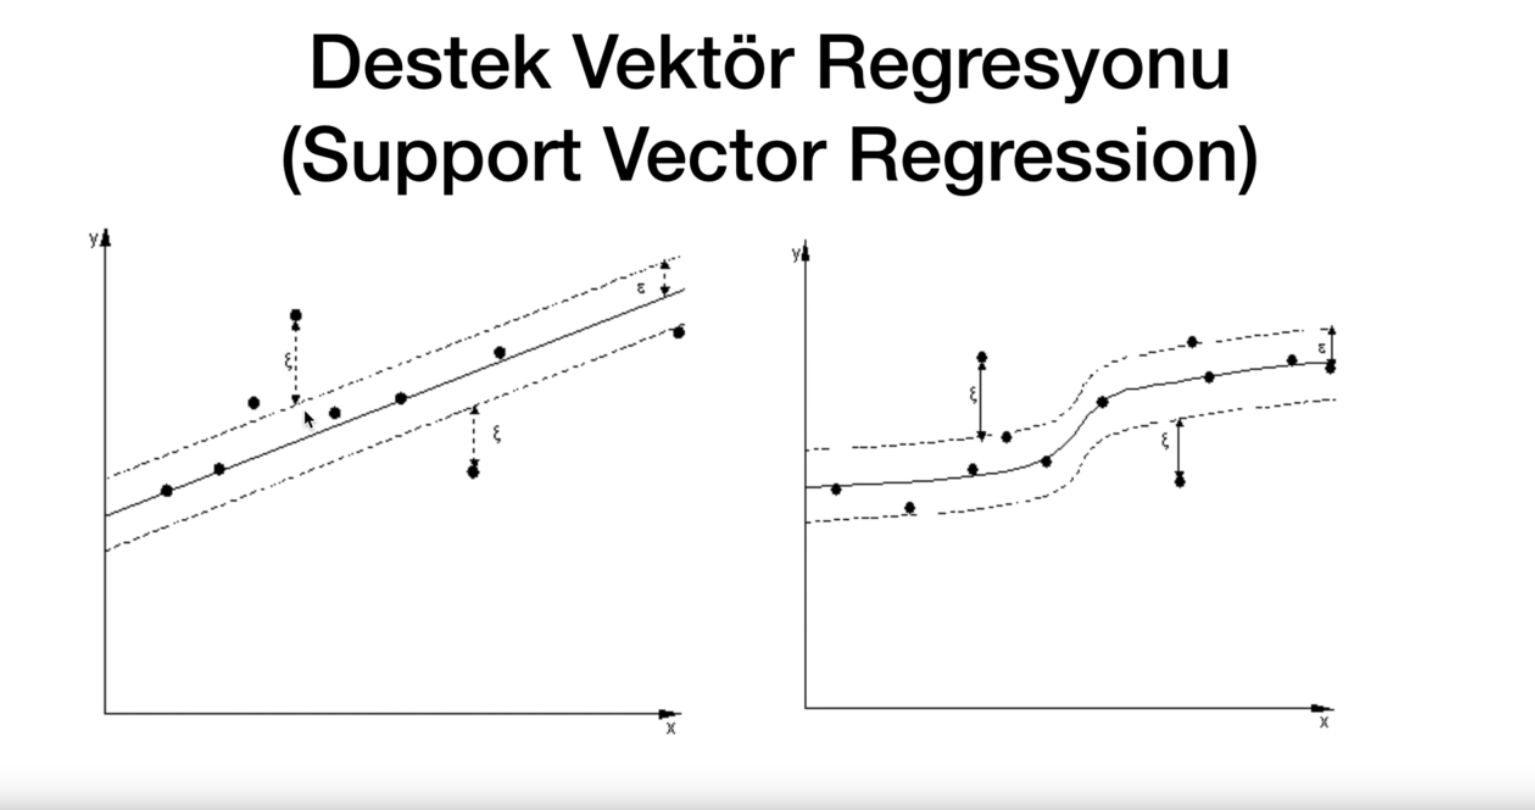 Destek Vektör Regresyonu
(Support Vector Regression)
y
ξ
ε
ξ
x
y
ξ
ε
ξ
x